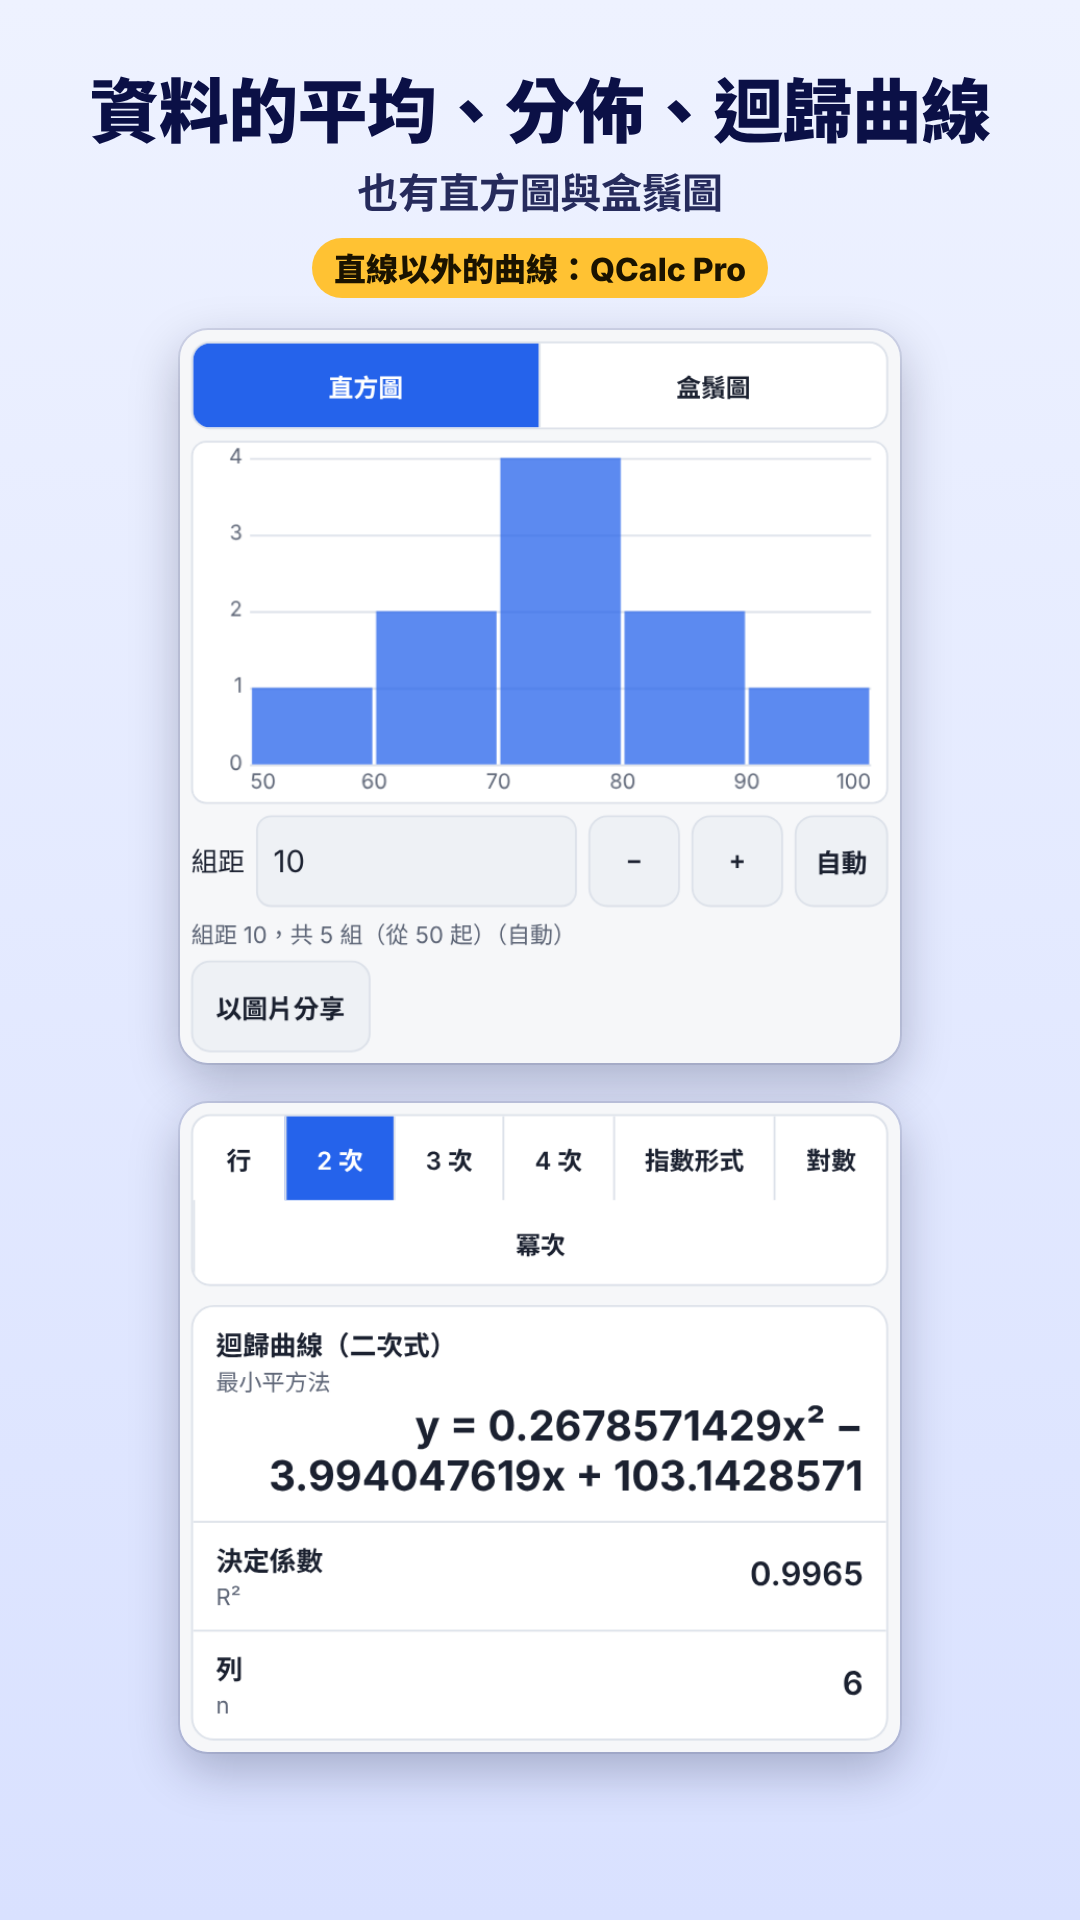 資料的平均、分佈、迴歸曲線
也有直方圖與盒鬚圖
直線以外的曲線：QCalc Pro
直方圖
盒鬚圖
4
3
2
1
0
50 60 70 80 90 100
組距 10 − + 自動
組距 10，共 5 組（從 50 起）（自動）
以圖片分享
行 2 次 3 次 4 次 指數形式 對數
冪次
迴歸曲線（二次式）
最小平方法
y = 0.2678571429x² −
3.994047619x + 103.1428571
決定係數
R²
0.9965
列
n
6